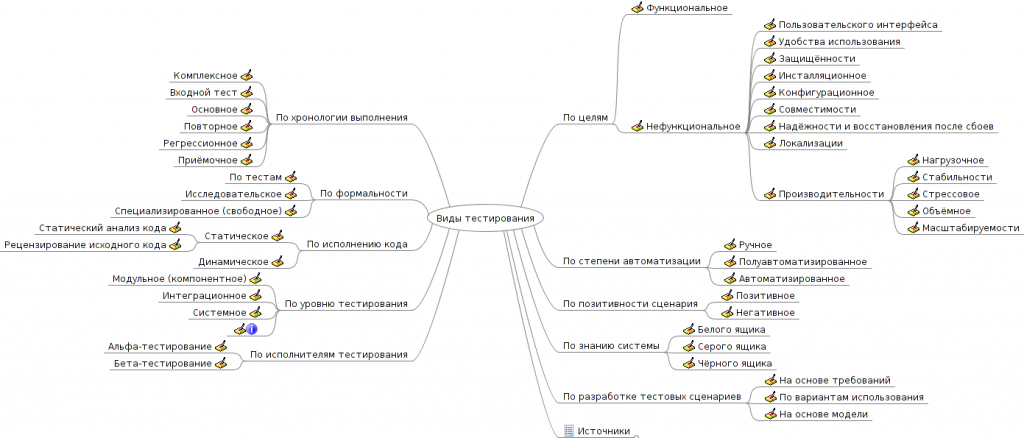 Виды тестирования
По целям
Функциональное
Нефункциональное
Пользовательского интерфейса
Удобства использования
Защищённости
Инсталляционное
Конфигурационное
Совместимости
Надёжности и восстановления после сбоев
Локализации
Производительности
Нагрузочное
Стабильности
Стрессовое
Объёмное
Масштабируемости
По степени автоматизации
Ручное
Полуавтоматизированное
Автоматизированное
По позитивности сценария
Позитивное
Негативное
По знанию системы
Белого ящика
Серого ящика
Чёрного ящика
По разработке тестовых сценариев
На основе требований
По вариантам использования
На основе модели
Источники
По хронологии выполнения
Комплексное
Входной тест
Основное
Повторное
Регрессионное
Приёмочное
По формальности
По тестам
Исследовательское
Специализированное (свободное)
По исполнению кода
Статическое
Статический анализ кода
Рецензирование исходного кода
Динамическое
По уровню тестирования
Модульное (компонентное)
Интеграционное
Системное
По исполнителям тестирования
Альфа-тестирование
Бета-тестирование